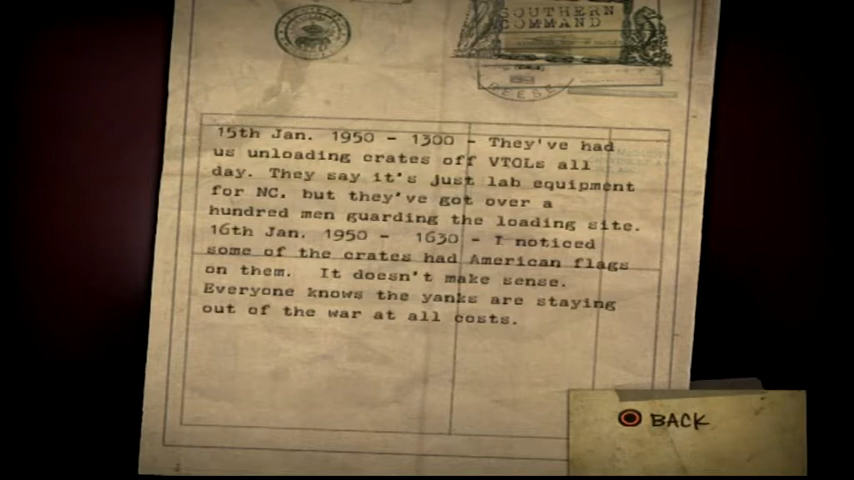 SOUTHERN
COMMAND
REESE
15th Jan. 1950 - 1300 - They've had
us unloading crates off VTOLs all
day. They say it's just lab equipment
for NC, but they've got over a
hundred men guarding the loading site.
16th Jan. 1950 - 1630 - I noticed
some of the crates had American flags
on them. It doesn't make sense.
Everyone knows the yanks are staying
out of the war at all costs.
BACK